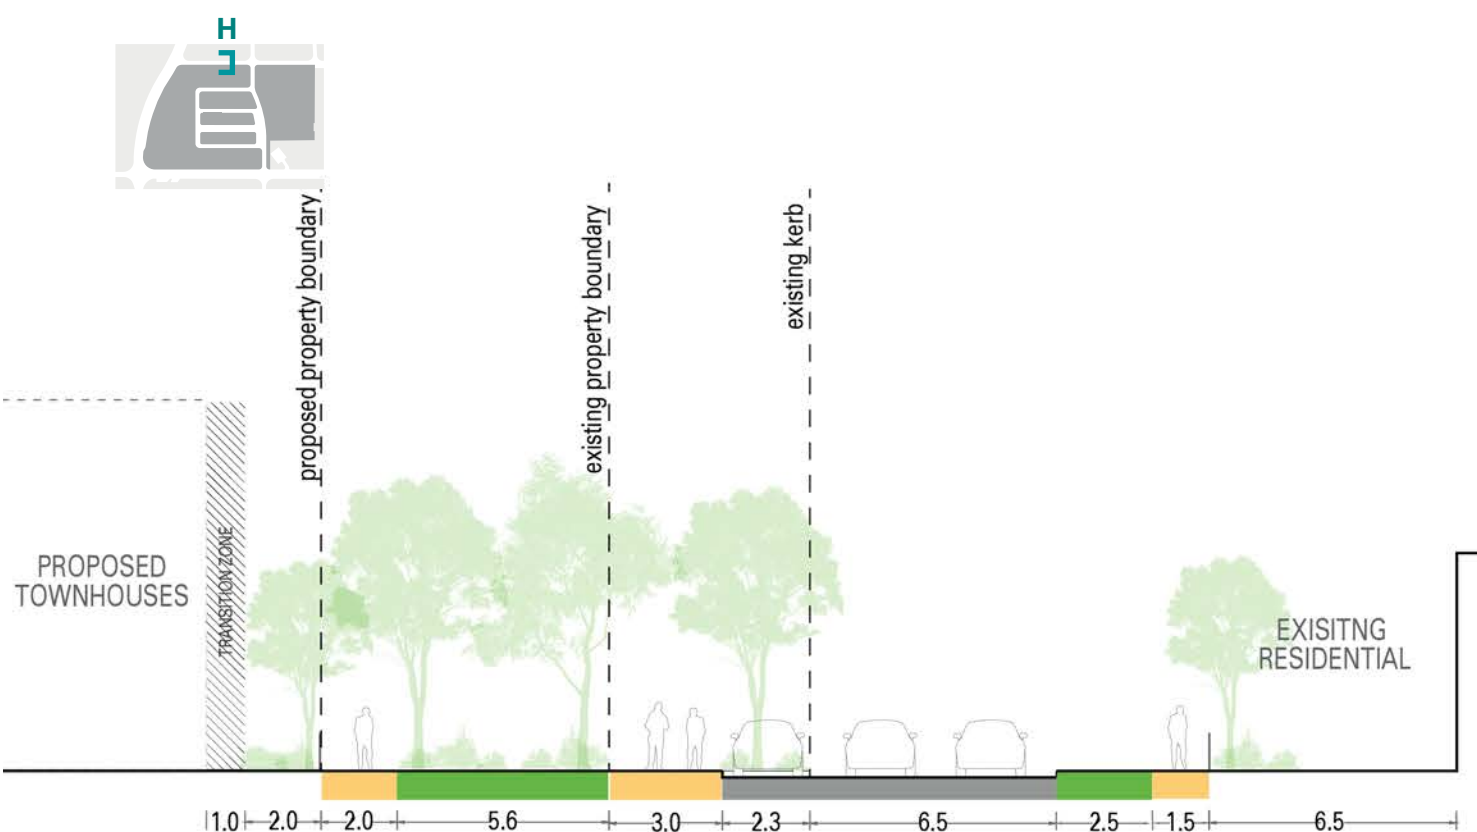 H
proposed property boundary
existing property boundary
existing kerb
PROPOSED
TOWNHOUSES
TRANSITION ZONE
EXISITNG
RESIDENTIAL
1.0 2.0 2.0 5.6 3.0 2.3 6.5 2.5 1.5 6.5